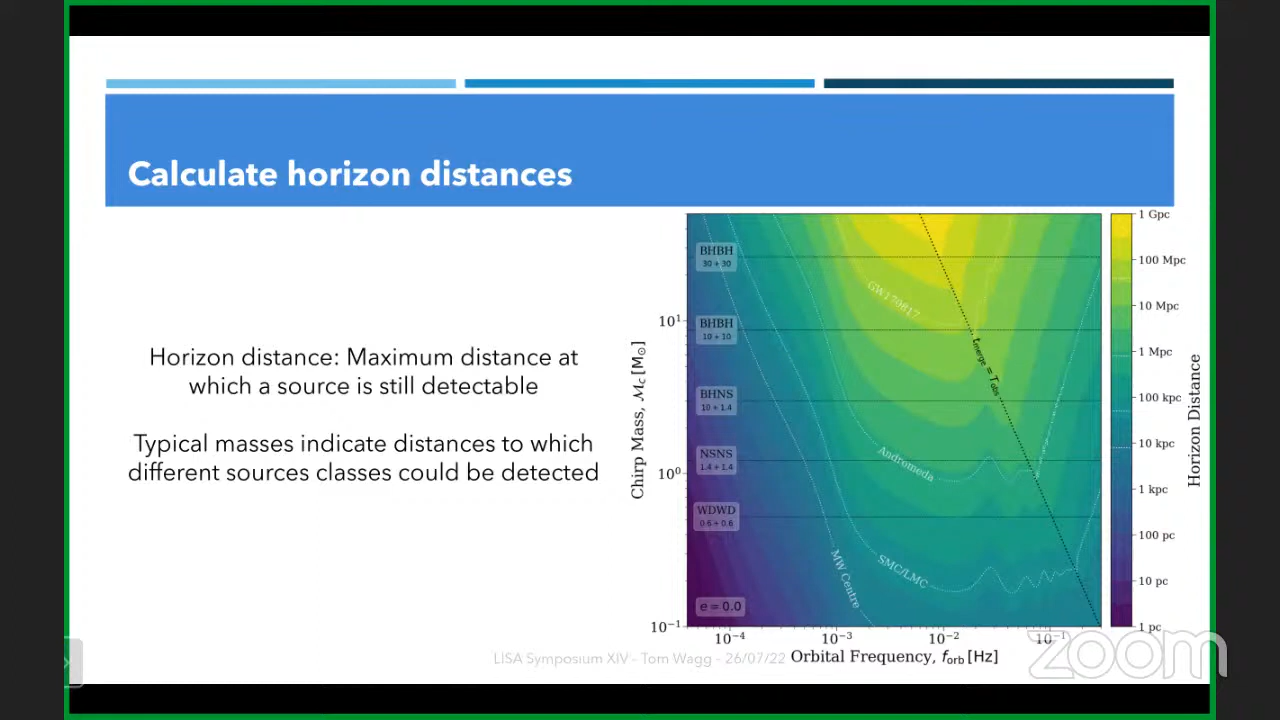 Calculate horizon distances
Horizon distance: Maximum distance at
which a source is still detectable
Typical masses indicate distances to which
different sources classes could be detected
Chirp Mass, ℳc [M⊙]
10¹
10⁰
10⁻¹
BHBH
30 + 30
BHBH
10 + 10
BHNS
10 + 1.4
NSNS
1.4 + 1.4
WDWD
0.6 + 0.6
e = 0.0
GW170817
t_merge = T_obs
Andromeda
SMC/LMC
MW Centre
10⁻⁴
10⁻³
10⁻²
10⁻¹
Orbital Frequency, f_orb [Hz]
1 Gpc
100 Mpc
10 Mpc
1 Mpc
100 kpc
10 kpc
1 kpc
100 pc
10 pc
1 pc
Horizon Distance
LISA Symposium XIV - Tom Wagg - 26/07/22
zoom